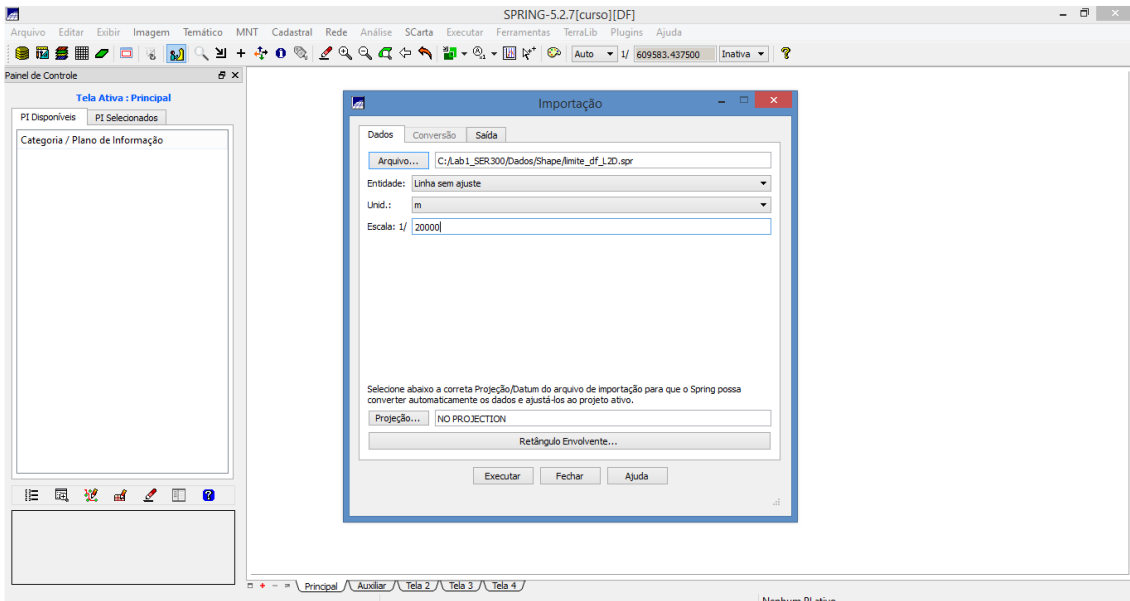 SPRING-5.2.7[curso][DF]
Arquivo Editar Exibir Imagem Temático MNT Cadastral Rede Análise SCarta Executar Ferramentas TerraLib Plugins Ajuda
Auto 1/ 609583.437500 Inativa
Painel de Controle
Tela Ativa : Principal
PI Disponíveis PI Selecionados
Categoria / Plano de Informação
Importação
Dados Conversão Saída
Arquivo... C:/Lab1_SER300/Dados/Shape/limite_df_L2D.spr
Entidade: Linha sem ajuste
Unid.: m
Escala: 1/ 20000
Selecione abaixo a correta Projeção/Datum do arquivo de importação para que o Spring possa
converter automaticamente os dados e ajustá-los ao projeto ativo.
Projeção... NO PROJECTION
Retângulo Envolvente...
Executar Fechar Ajuda
Principal Auxiliar Tela 2 Tela 3 Tela 4
Nenhum PI ativo